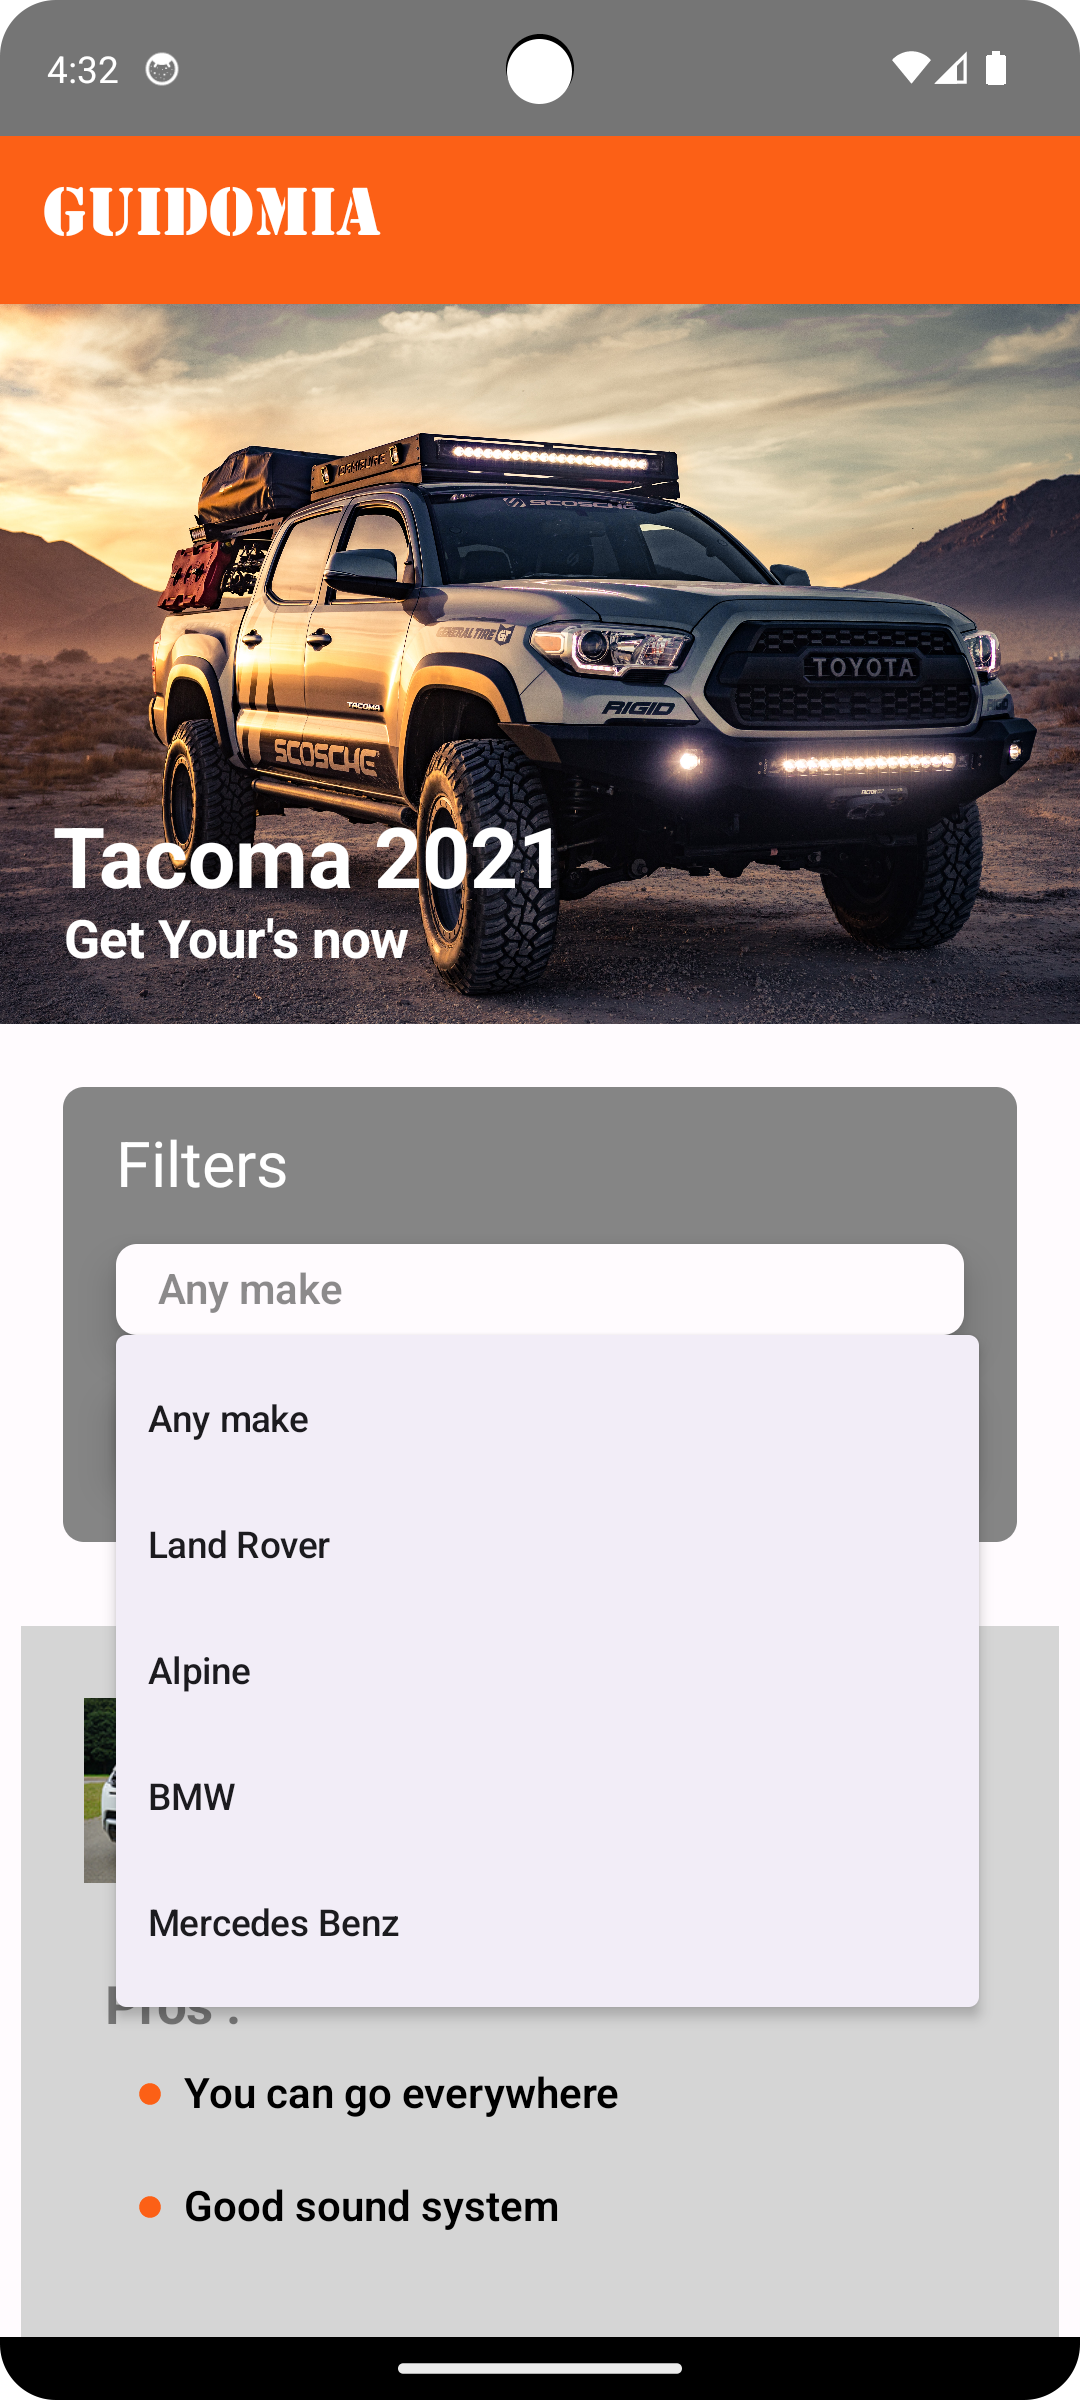 4:32
GUIDOMIA
SCOSCHE
GENERAL TIRE
TOYOTA
RIGID
TACOMA
SCOSCHE
Tacoma 2021
Get Your's now
Filters
Any make
Any make
Land Rover
Alpine
BMW
Mercedes Benz
Pros :
You can go everywhere
Good sound system